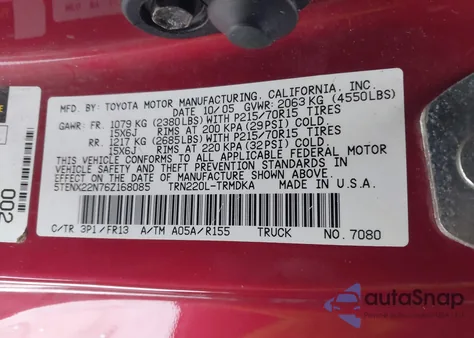 MFD. BY: TOYOTA MOTOR MANUFACTURING, CALIFORNIA, INC.
DATE 10/05 GVWR: 2063 KG (4550LBS)
GAWR: FR. 1079 KG (2380LBS) WITH P215/70R15 TIRES
15X6J RIMS AT 200 KPA (29PSI) COLD.
RR. 1217 KG (2685LBS) WITH P215/70R15 TIRES
15X6J RIMS AT 220 KPA (32PSI) COLD.
THIS VEHICLE CONFORMS TO ALL APPLICABLE FEDERAL MOTOR
VEHICLE SAFETY STANDARDS IN EFFECT ON THE DATE OF
MANUFACTURE SHOWN ABOVE.
5TENX22N76Z168085 TRN220L-TRMDKA MADE IN U.S.A.
C/TR 3P1/FR13 A/TM A05A/R155 TRUCK NO. 7080
002
autoSnap